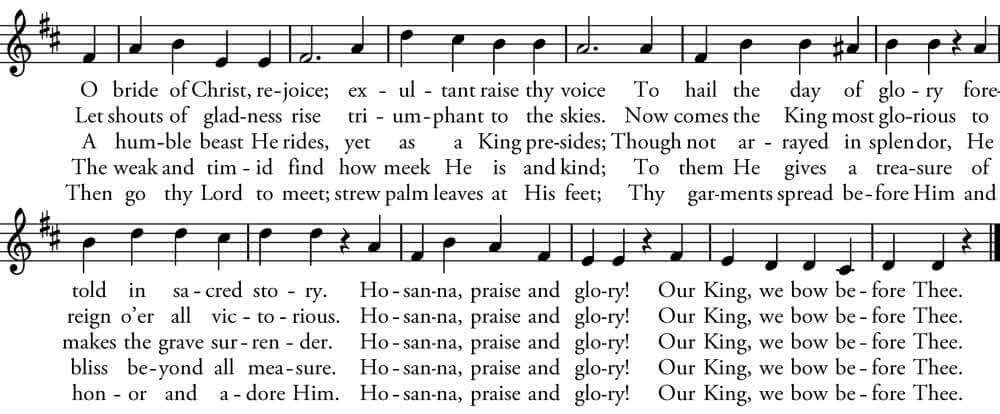 O bride of Christ, re-joice; ex - ul - tant raise thy voice To hail the day of glo - ry fore-
Let shouts of glad-ness rise tri - um-phant to the skies. Now comes the King most glo-rious to
A hum-ble beast He rides, yet as a King pre-sides; Though not ar - rayed in splendor, He
The weak and tim - id find how meek He is and kind; To them He gives a trea-sure of
Then go thy Lord to meet; strew palm leaves at His feet; Thy gar-ments spread be-fore Him and
told in sa-cred sto - ry. Ho-san-na, praise and glo-ry! Our King, we bow be-fore Thee.
reign o'er all vic-to-rious. Ho-san-na, praise and glo-ry! Our King, we bow be-fore Thee.
makes the grave sur-ren-der. Ho-san-na, praise and glo-ry! Our King, we bow be-fore Thee.
bliss be-yond all mea-sure. Ho-san-na, praise and glo-ry! Our King, we bow be-fore Thee.
hon - or and a-dore Him. Ho-san-na, praise and glo-ry! Our King, we bow be-fore Thee.